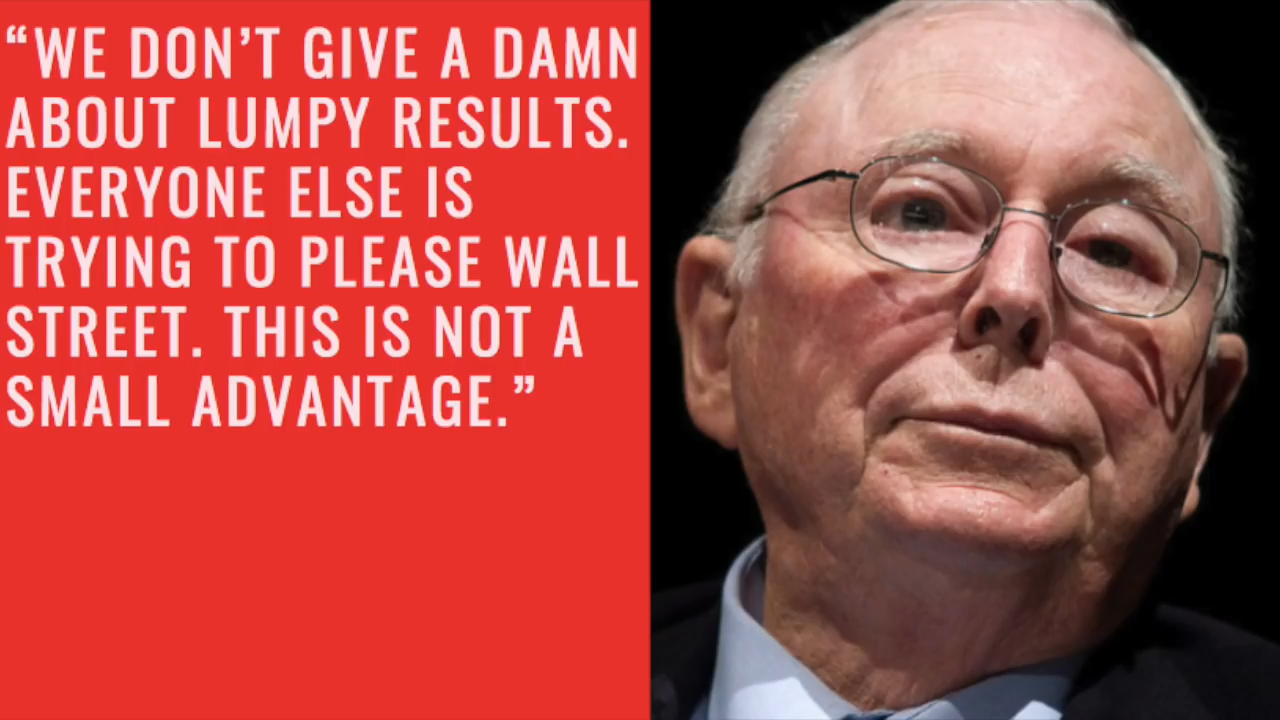 “WE DON’T GIVE A DAMN
ABOUT LUMPY RESULTS.
EVERYONE ELSE IS
TRYING TO PLEASE WALL
STREET. THIS IS NOT A
SMALL ADVANTAGE.”